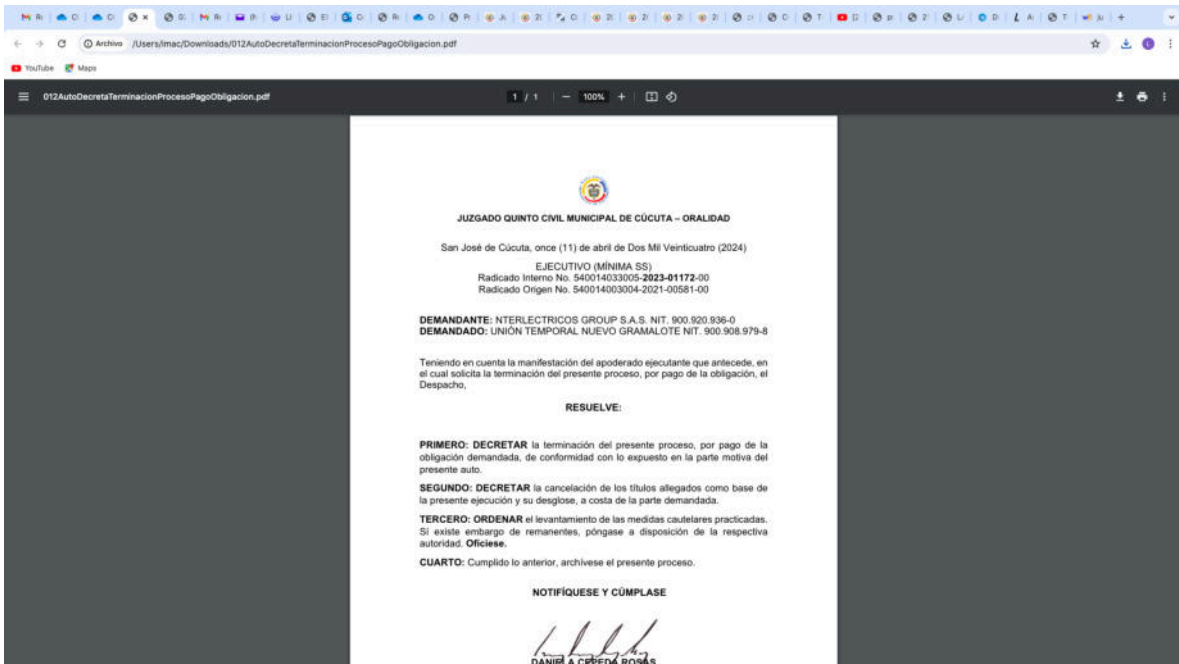 Archivo /Users/imac/Downloads/012AutoDecretaTerminacionProcesoPagoObligacion.pdf
YouTube Maps
012AutoDecretaTerminacionProcesoPagoObligacion.pdf 1 / 1 — 100% +
JUZGADO QUINTO CIVIL MUNICIPAL DE CÚCUTA – ORALIDAD
San José de Cúcuta, once (11) de abril de Dos Mil Veinticuatro (2024)
EJECUTIVO (MÍNIMA SS)
Radicado Interno No. 540014033005-2023-01172-00
Radicado Origen No. 540014003004-2021-00581-00
DEMANDANTE: NTERLECTRICOS GROUP S.A.S. NIT. 900.920.936-0
DEMANDADO: UNIÓN TEMPORAL NUEVO GRAMALOTE NIT. 900.908.979-8
Teniendo en cuenta la manifestación del apoderado ejecutante que antecede, en
el cual solicita la terminación del presente proceso, por pago de la obligación, el
Despacho,
RESUELVE:
PRIMERO: DECRETAR la terminación del presente proceso, por pago de la
obligación demandada, de conformidad con lo expuesto en la parte motiva del
presente auto.
SEGUNDO: DECRETAR la cancelación de los títulos allegados como base de
la presente ejecución y su desglose, a costa de la parte demandada.
TERCERO: ORDENAR el levantamiento de las medidas cautelares practicadas.
Si existe embargo de remanentes, póngase a disposición de la respectiva
autoridad. Ofíciese.
CUARTO: Cumplido lo anterior, archívese el presente proceso.
NOTIFÍQUESE Y CÚMPLASE
DANIELA CEPEDA ROSAS